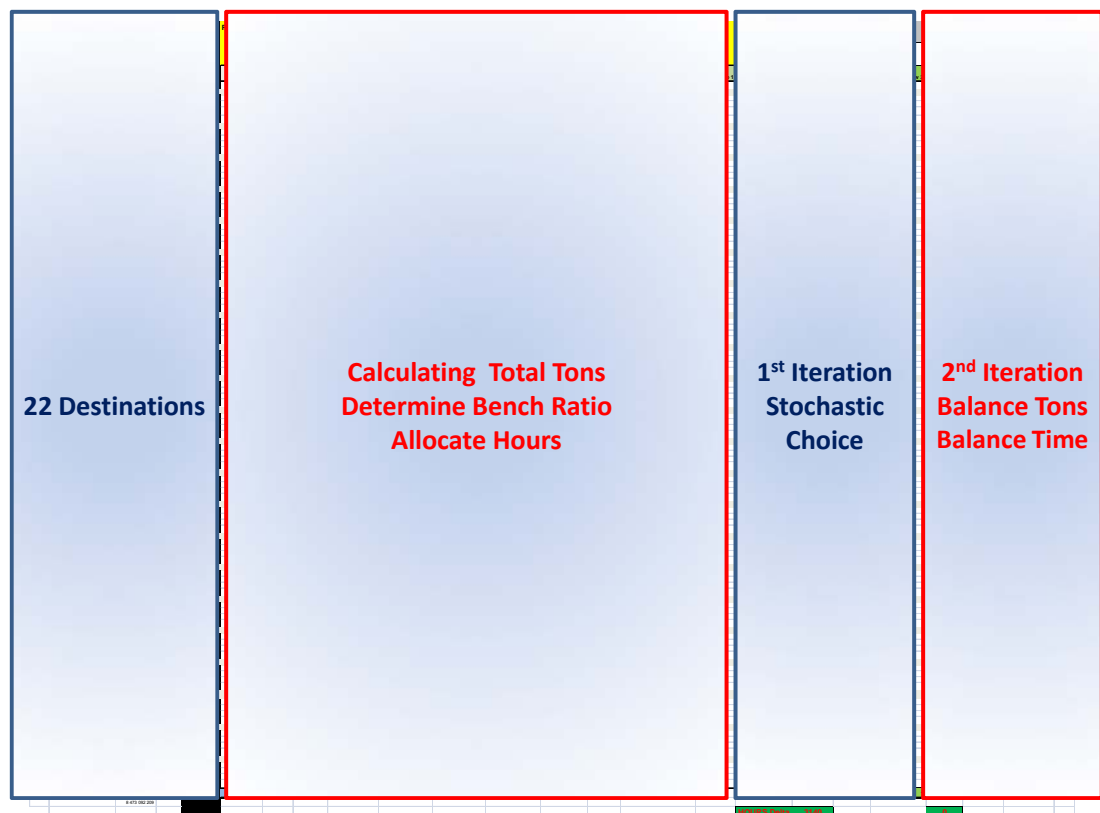 22 Destinations
Calculating Total Tons
Determine Bench Ratio
Allocate Hours
1st Iteration
Stochastic
Choice
2nd Iteration
Balance Tons
Balance Time